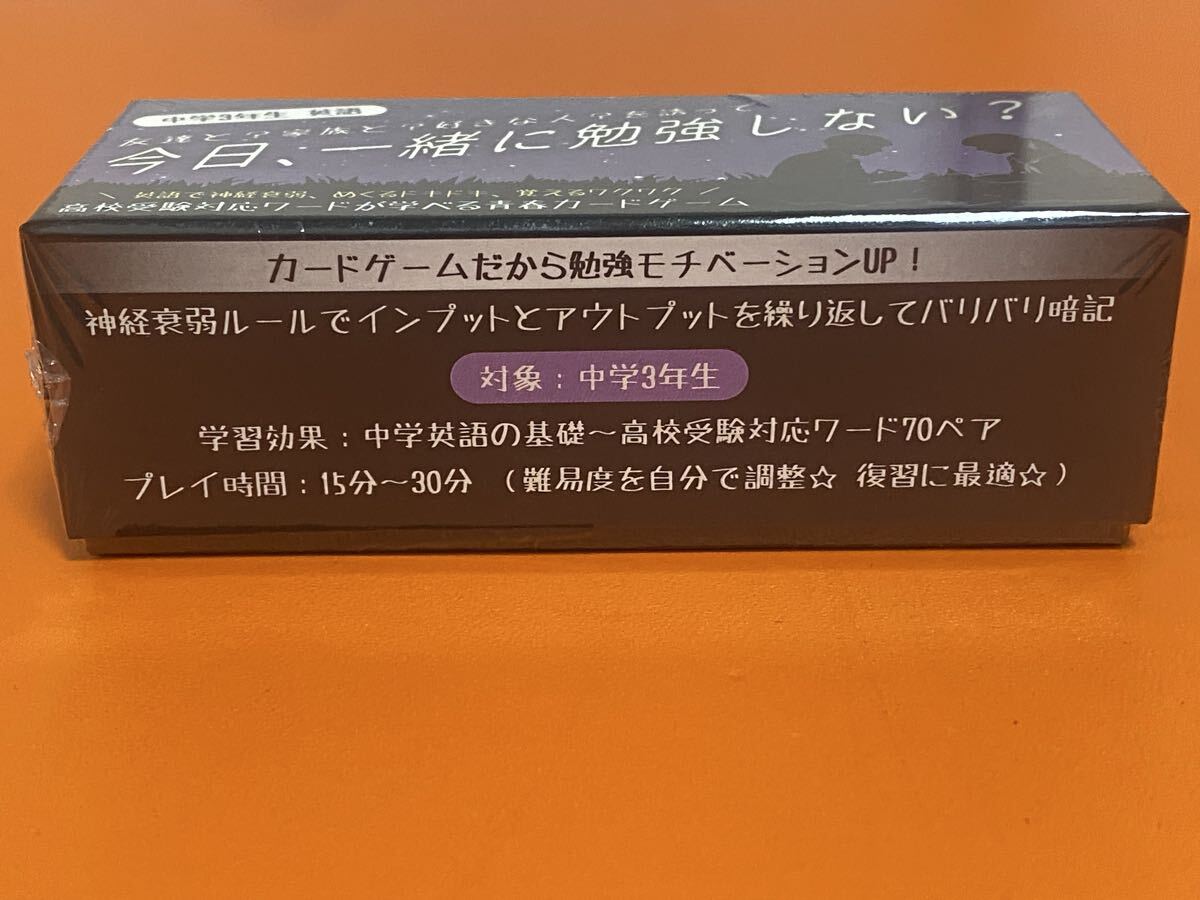 中学3年生 英語
友達と？家族と？好きな人？を誘って
今日、一緒に勉強しない？
＼ 英語で神経衰弱、めくるドキドキ、覚えるワクワク ／
高校受験対応ワードが学べる青春カードゲーム
カードゲームだから勉強モチベーションUP！
神経衰弱ルールでインプットとアウトプットを繰り返してバリバリ暗記
対象：中学3年生
学習効果：中学英語の基礎～高校受験対応ワード70ペア
プレイ時間：15分～30分 （難易度を自分で調整☆ 復習に最適☆）